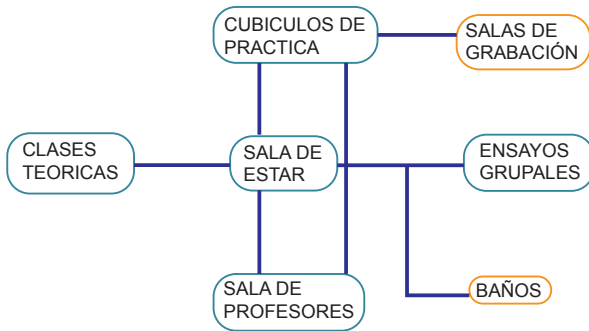 CUBICULOS DE
PRACTICA
SALAS DE
GRABACIÓN
CLASES
TEORICAS
SALA DE
ESTAR
ENSAYOS
GRUPALES
SALA DE
PROFESORES
BAÑOS